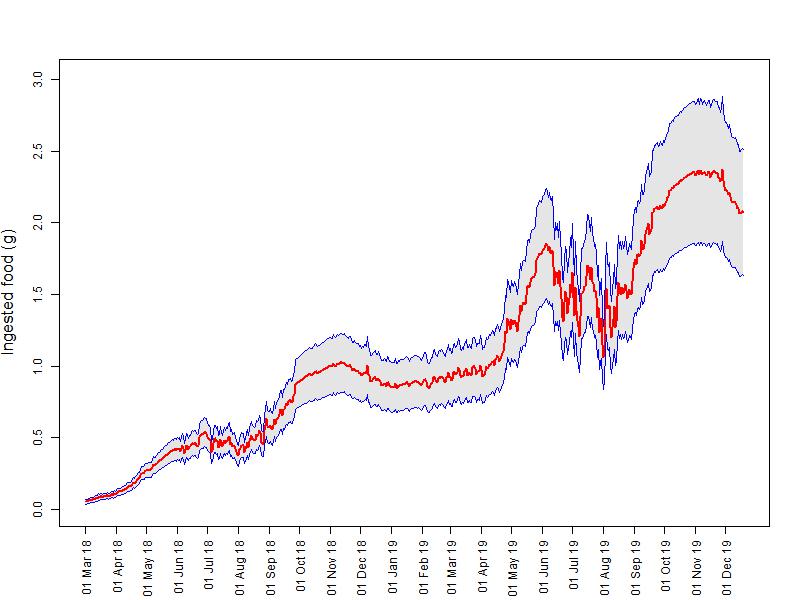 Ingested food (g)
3.0
2.5
2.0
1.5
1.0
0.5
0.0
01 Mar 18
01 Apr 18
01 May 18
01 Jun 18
01 Jul 18
01 Aug 18
01 Sep 18
01 Oct 18
01 Nov 18
01 Dec 18
01 Jan 19
01 Feb 19
01 Mar 19
01 Apr 19
01 May 19
01 Jun 19
01 Jul 19
01 Aug 19
01 Sep 19
01 Oct 19
01 Nov 19
01 Dec 19